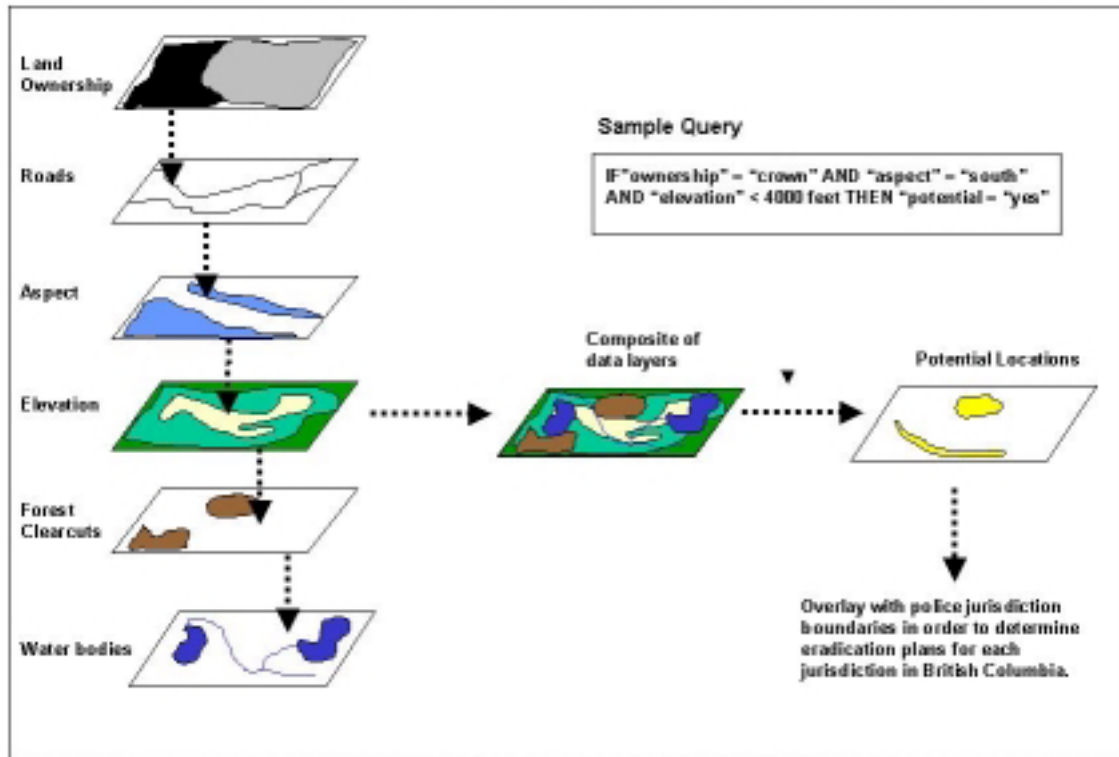 Land
Ownership
Roads
Aspect
Elevation
Forest
Clearcuts
Water bodies
Sample Query
IF"ownership" = "crown" AND "aspect" = "south"
AND "elevation" < 4000 feet THEN "potential = "yes"
Composite of
data layers
Potential Locations
Overlay with police jurisdiction
boundaries in order to determine
eradication plans for each
jurisdiction in British Columbia.